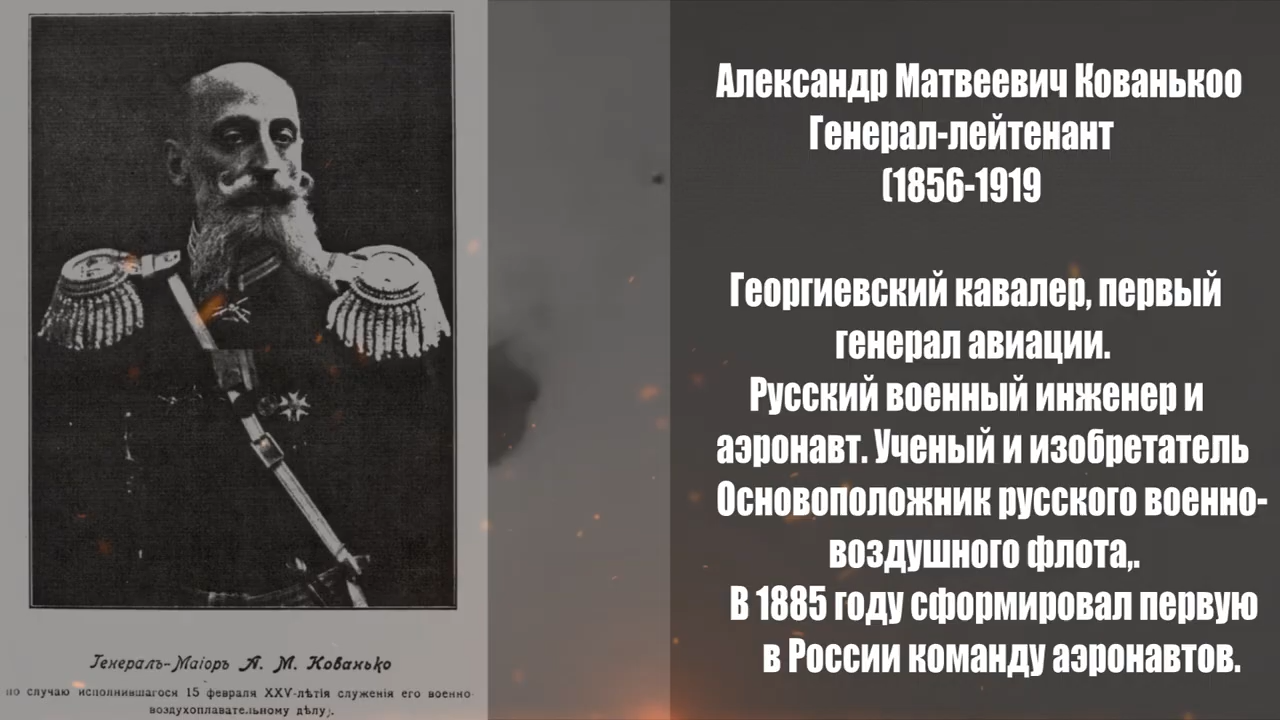 Александр Матвеевич Кованькоо
Генерал-лейтенант
(1856-1919
Георгиевский кавалер, первый
генерал авиации.
Русский военный инженер и
аэронавт. Ученый и изобретатель
Основоположник русского военно-
воздушного флота,.
В 1885 году сформировал первую
в России команду аэронавтов.
Генералъ-Маіоръ А. М. Кованько
по случаю исполнившагося 15 февраля XXV-лѣтія служенія его военно-
воздухоплавательному дѣлу).